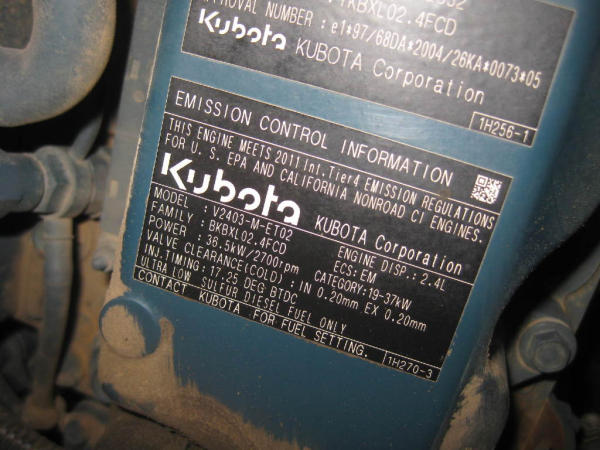 KBXL02.4FCD
APPROVAL NUMBER : e1*97/68DA*2004/26KA*0073*05
Kubota KUBOTA Corporation
1H256-1
EMISSION CONTROL INFORMATION
THIS ENGINE MEETS 2011 Int.Tier4 EMISSION REGULATIONS
FOR U. S. EPA AND CALIFORNIA NONROAD CI ENGINES.
Kubota KUBOTA Corporation
MODEL : V2403-M-ET02 ENGINE DISP.: 2.4L
FAMILY : BKBXL02.4FCD ECS: EM
POWER : 36.5kW/2700rpm CATEGORY:19-37kW
VALVE CLEARANCE(COLD) : IN 0.20mm EX 0.20mm
INJ.TIMING: 17.25 DEG BTDC
ULTRA LOW SULFUR DIESEL FUEL ONLY
CONTACT KUBOTA FOR FUEL SETTING.
1H270-3